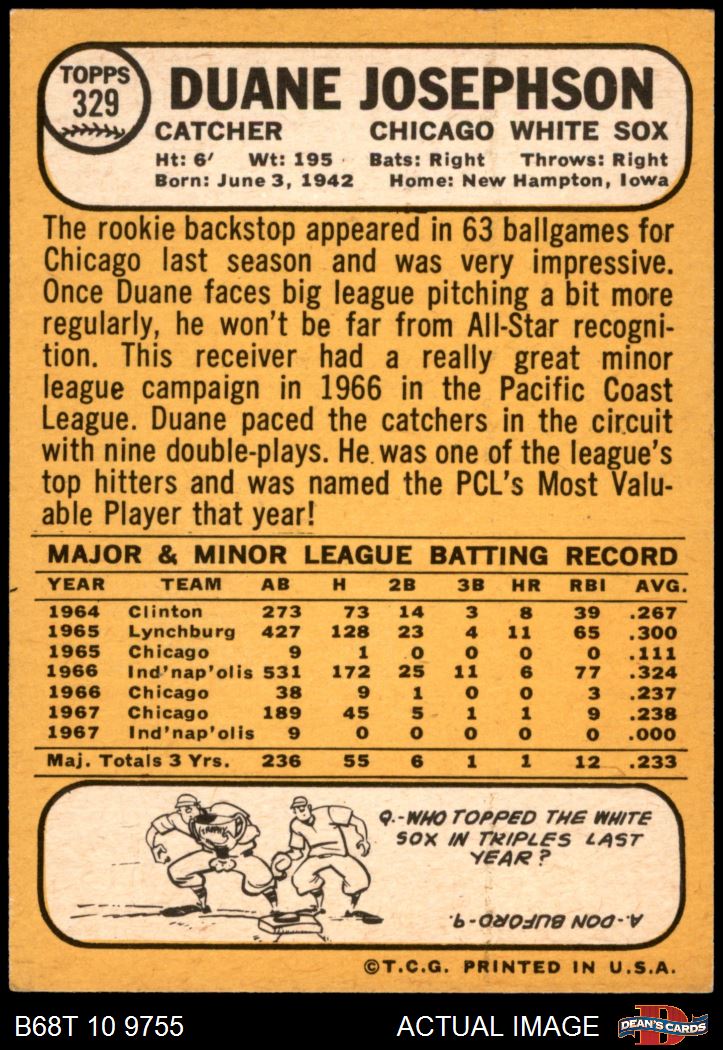 TOPPS
329
DUANE JOSEPHSON
CATCHER CHICAGO WHITE SOX
Ht: 6' Wt: 195 Bats: Right Throws: Right
Born: June 3, 1942 Home: New Hampton, Iowa
The rookie backstop appeared in 63 ballgames for
Chicago last season and was very impressive.
Once Duane faces big league pitching a bit more
regularly, he won't be far from All-Star recogni-
tion. This receiver had a really great minor
league campaign in 1966 in the Pacific Coast
League. Duane paced the catchers in the circuit
with nine double-plays. He was one of the league's
top hitters and was named the PCL's Most Valu-
able Player that year!
MAJOR & MINOR LEAGUE BATTING RECORD
YEAR TEAM AB H 2B 3B HR RBI AVG.
1964 Clinton 273 73 14 3 8 39 .267
1965 Lynchburg 427 128 23 4 11 65 .300
1965 Chicago 9 1 0 0 0 0 .111
1966 Ind'nap'olis 531 172 25 11 6 77 .324
1966 Chicago 38 9 1 0 0 3 .237
1967 Chicago 189 45 5 1 1 9 .238
1967 Ind'nap'olis 9 0 0 0 0 0 .000
Maj. Totals 3 Yrs. 236 55 6 1 1 12 .233
TROPHY
Q.-WHO TOPPED THE WHITE
SOX IN TRIPLES LAST
YEAR?
A.-DON BUFORD-9.
©T.C.G. PRINTED IN U.S.A.
B68T 10 9755 ACTUAL IMAGE
D
DEAN'S CARDS